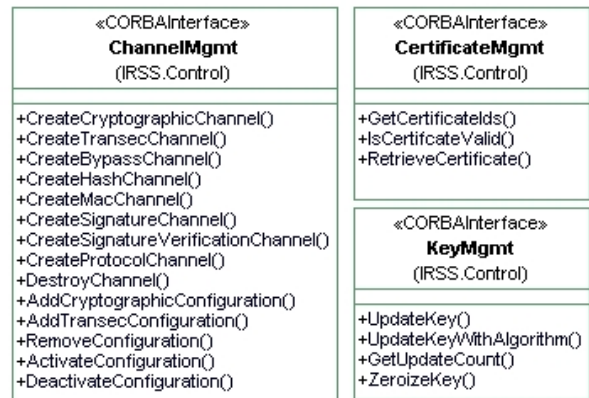 «CORBAInterface»
ChannelMgmt
(IRSS.Control)
+CreateCryptographicChannel()
+CreateTransecChannel()
+CreateBypassChannel()
+CreateHashChannel()
+CreateMacChannel()
+CreateSignatureChannel()
+CreateSignatureVerificationChannel()
+CreateProtocolChannel()
+DestroyChannel()
+AddCryptographicConfiguration()
+AddTransecConfiguration()
+RemoveConfiguration()
+ActivateConfiguration()
+DeactivateConfiguration()
«CORBAInterface»
CertificateMgmt
(IRSS.Control)
+GetCertificateIds()
+IsCertifcateValid()
+RetrieveCertificate()
«CORBAInterface»
KeyMgmt
(IRSS.Control)
+UpdateKey()
+UpdateKeyWithAlgorithm()
+GetUpdateCount()
+ZeroizeKey()